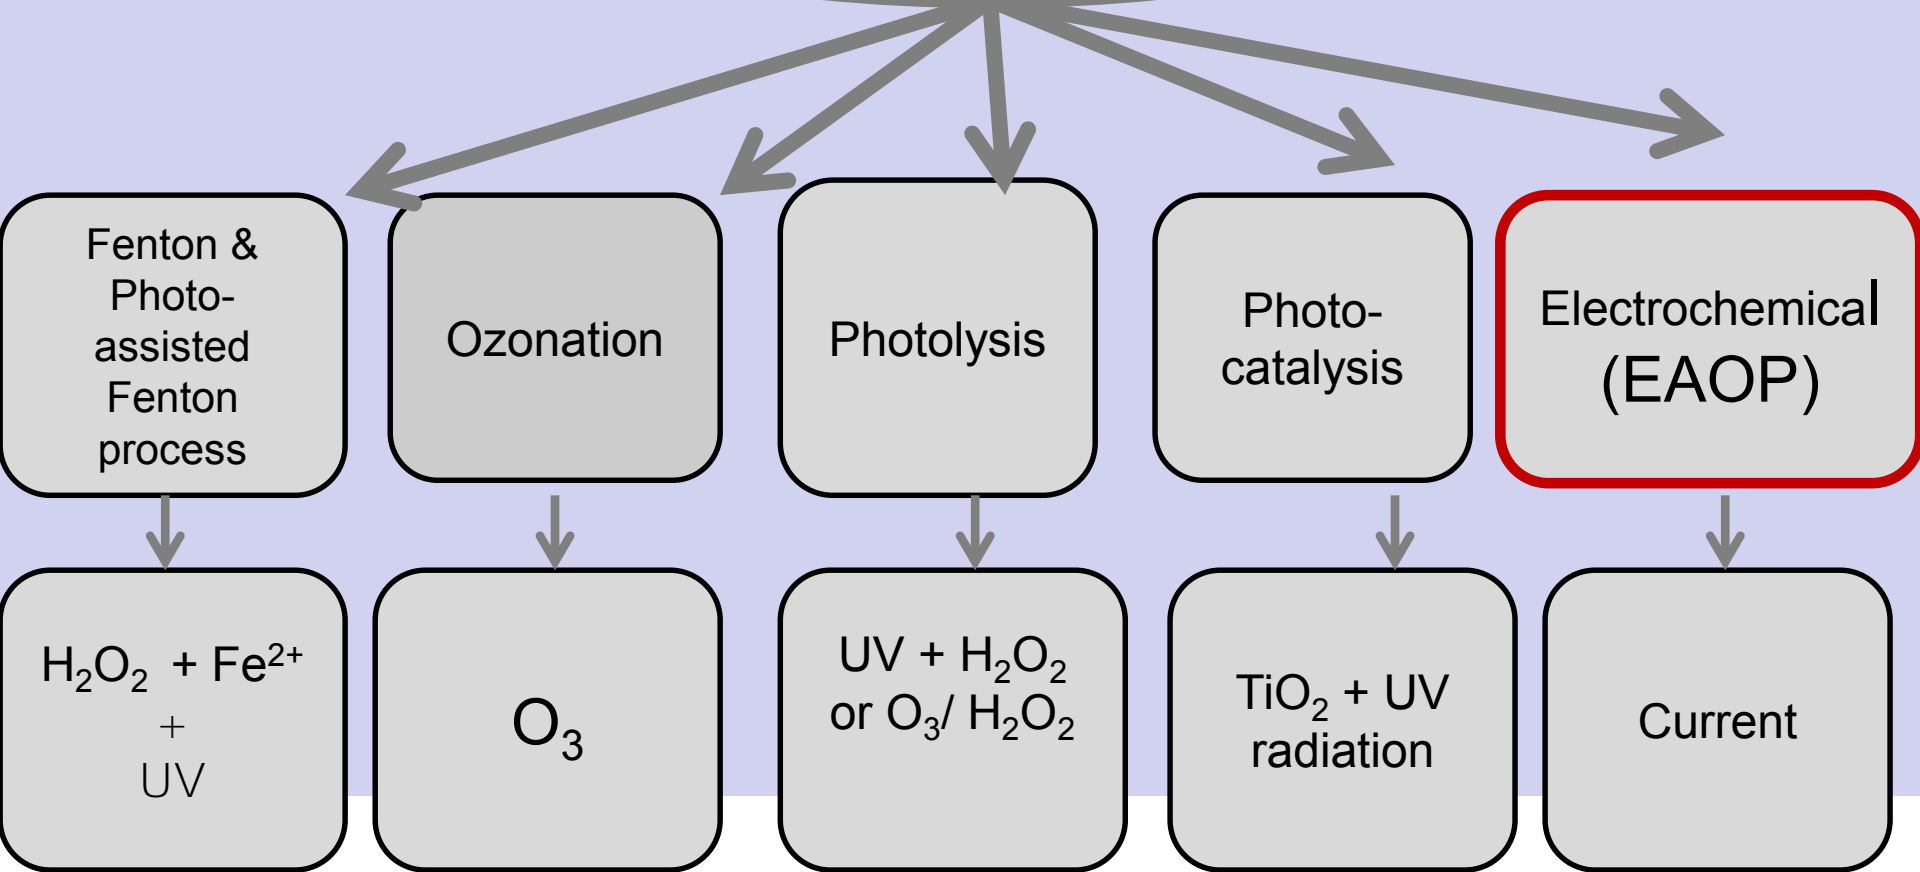 Fenton &
Photo-
assisted
Fenton
process
Ozonation
Photolysis
Photo-
catalysis
Electrochemical
(EAOP)
H₂O₂ + Fe²⁺
+
UV
O₃
UV + H₂O₂
or O₃/ H₂O₂
TiO₂ + UV
radiation
Current